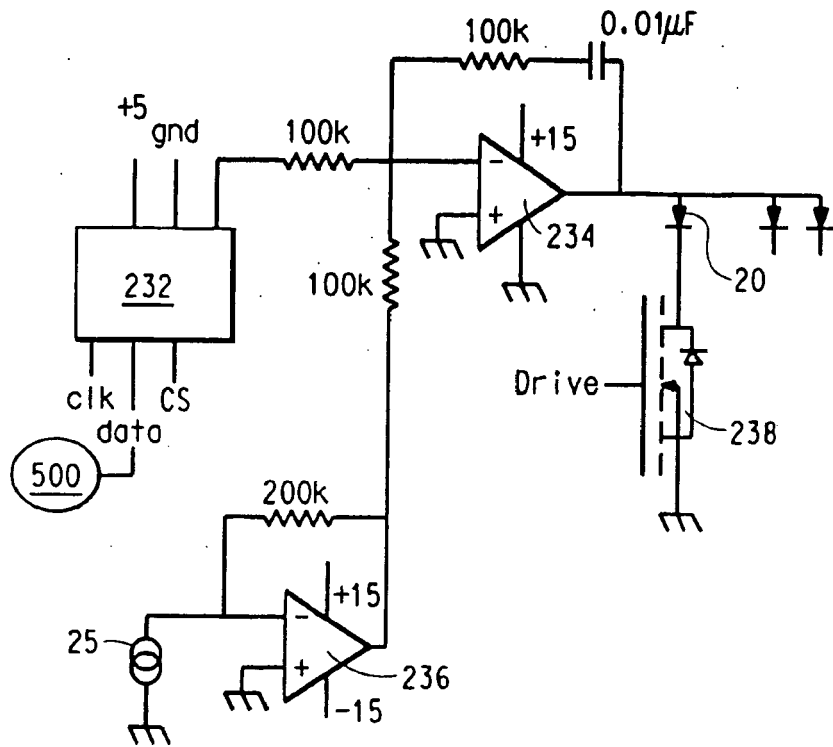 100k
0.01µF
+5
gnd
100k
+15
−
+
234
232
100k
20
clk
data
CS
Drive
238
500
200k
25
+15
−
+
236
-15